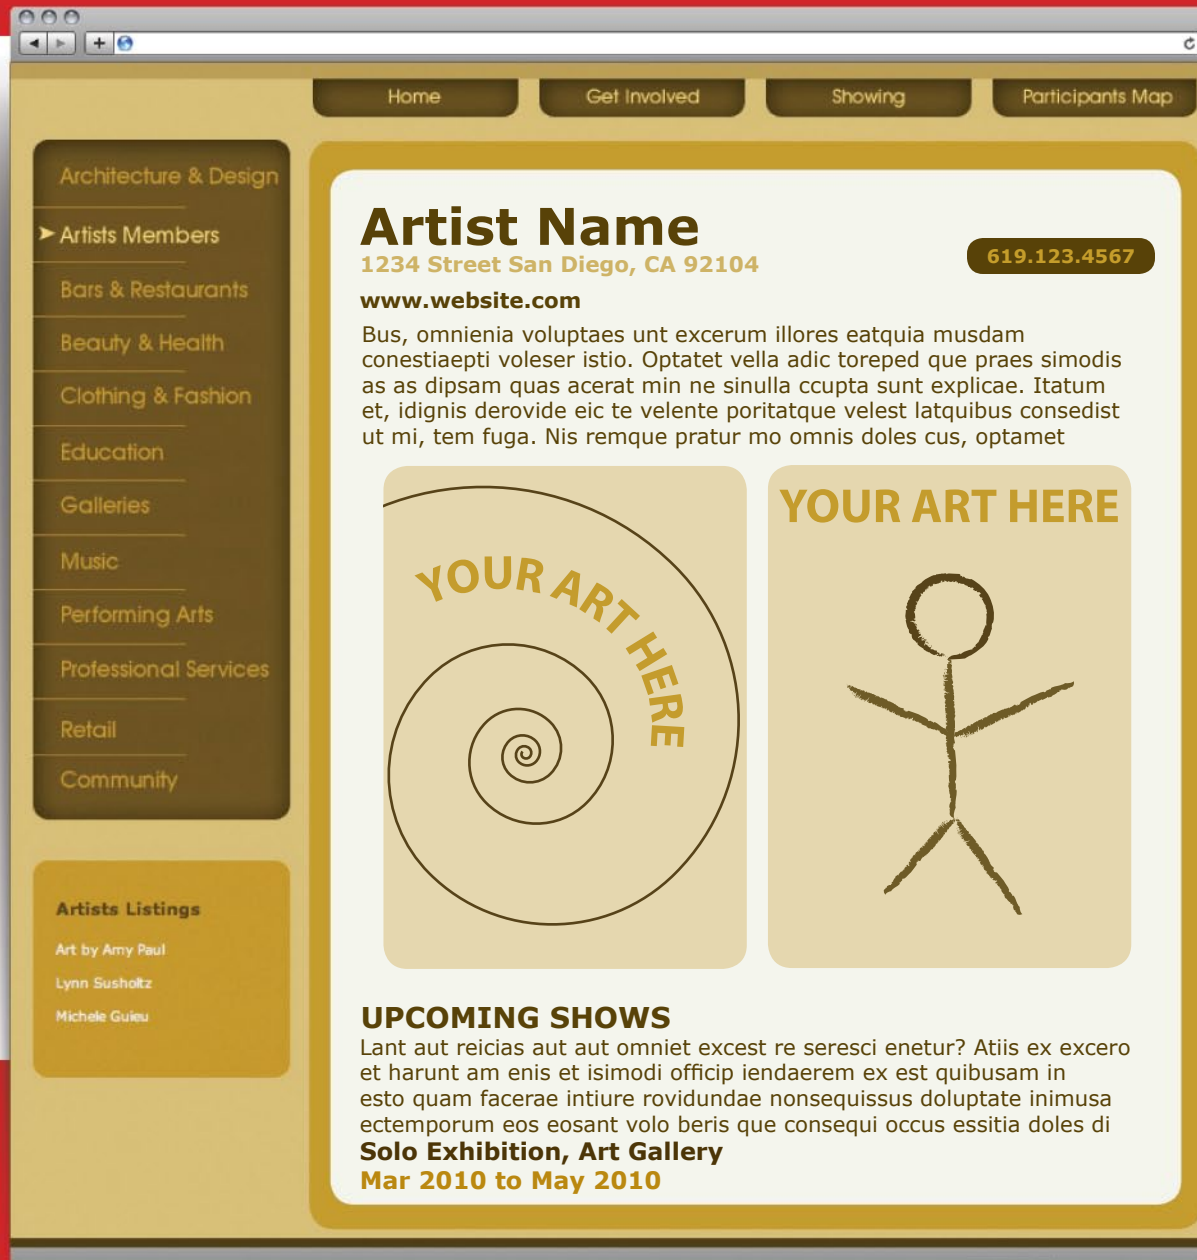 Home
Get Involved
Showing
Participants Map
Architecture & Design
Artists Members
Bars & Restaurants
Beauty & Health
Clothing & Fashion
Education
Galleries
Music
Performing Arts
Professional Services
Retail
Community
Artists Listings
Art by Amy Paul
Lynn Susholtz
Michele Guieu
Artist Name
1234 Street San Diego, CA 92104
619.123.4567
www.website.com
Bus, omnienia voluptaes unt excerum illores eatquia musdam
conestiaepti voleser istio. Optatet vella adic toreped que praes simodis
as as dipsam quas acerat min ne sinulla ccupta sunt explicae. Itatum
et, idignis derovide eic te velente poritatque velest latquibus consedist
ut mi, tem fuga. Nis remque pratur mo omnis doles cus, optamet
YOUR ART HERE
YOUR ART HERE
UPCOMING SHOWS
Lant aut reicias aut aut omniet excest re seresci enetur? Atiis ex excero
et harunt am enis et isimodi officip iendaerem ex est quibusam in
esto quam facerae intiure rovidundae nonsequissus doluptate inimusa
ectemporum eos eosant volo beris que consequi occus essitia doles di
Solo Exhibition, Art Gallery
Mar 2010 to May 2010